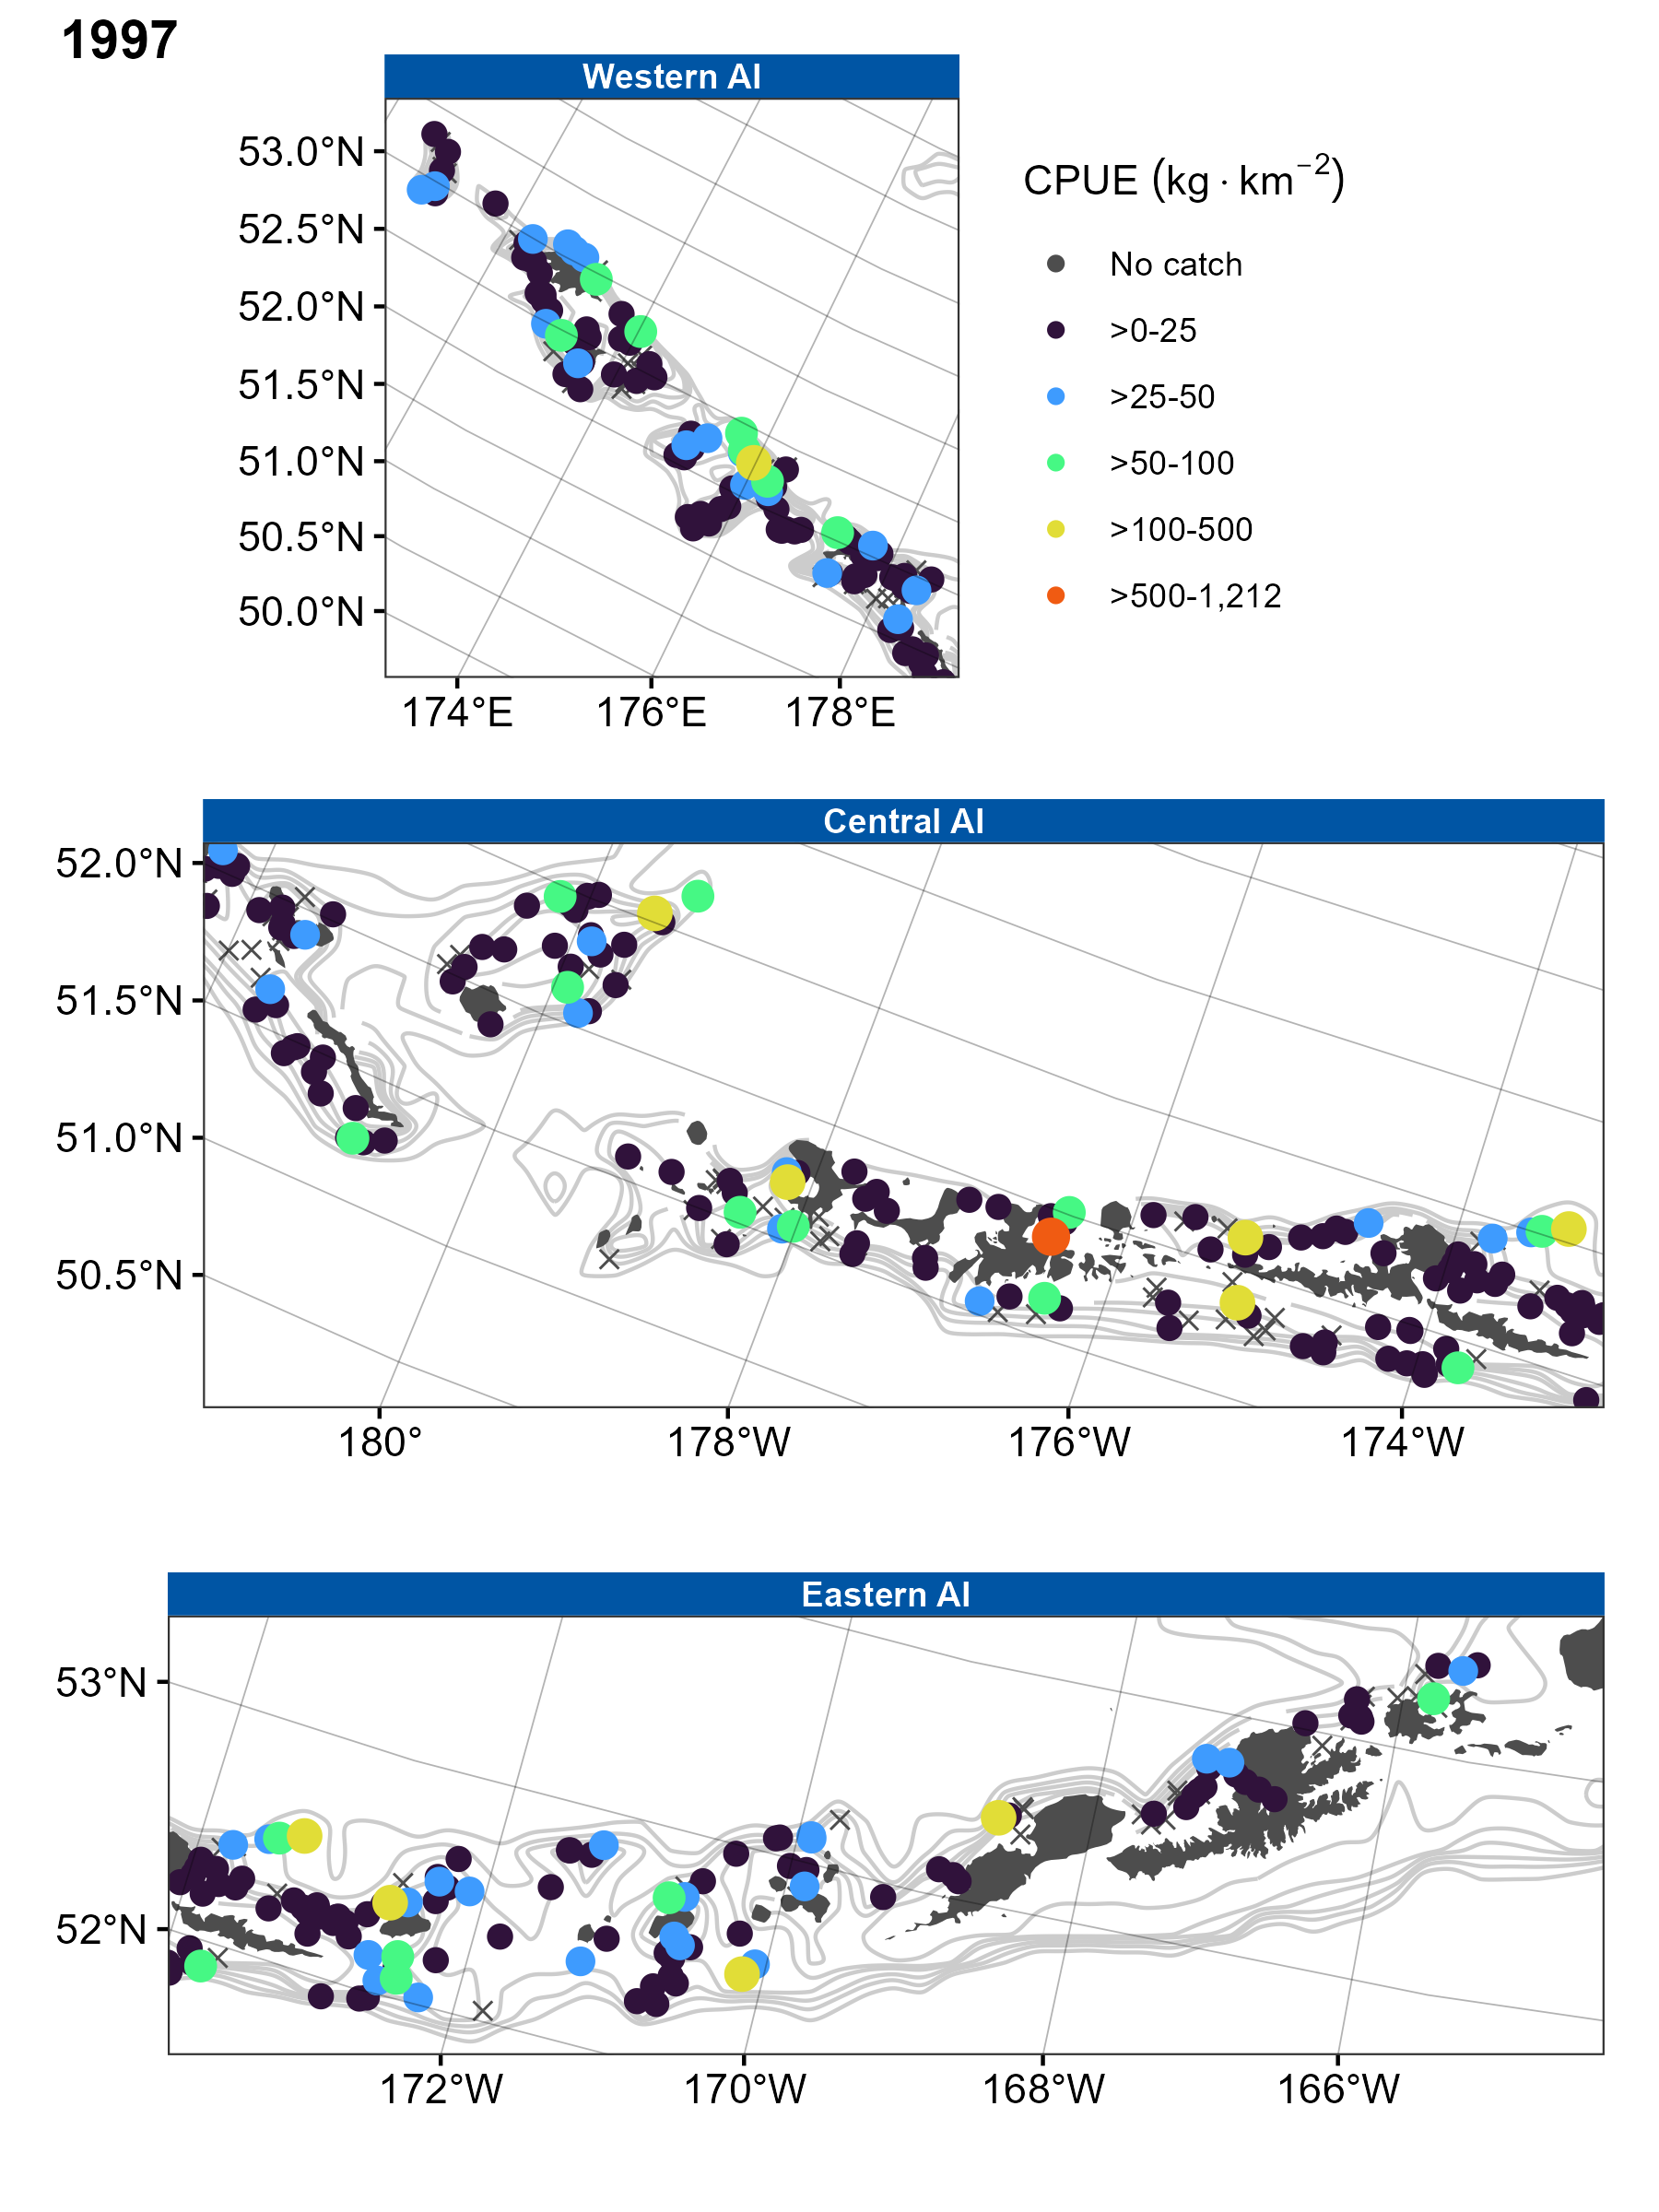 1997
Western AI
53.0°N
52.5°N
52.0°N
51.5°N
51.0°N
50.5°N
50.0°N
174°E 176°E 178°E
CPUE (kg · km⁻²)
No catch
>0-25
>25-50
>50-100
>100-500
>500-1,212
Central AI
52.0°N
51.5°N
51.0°N
50.5°N
180° 178°W 176°W 174°W
Eastern AI
53°N
52°N
172°W 170°W 168°W 166°W